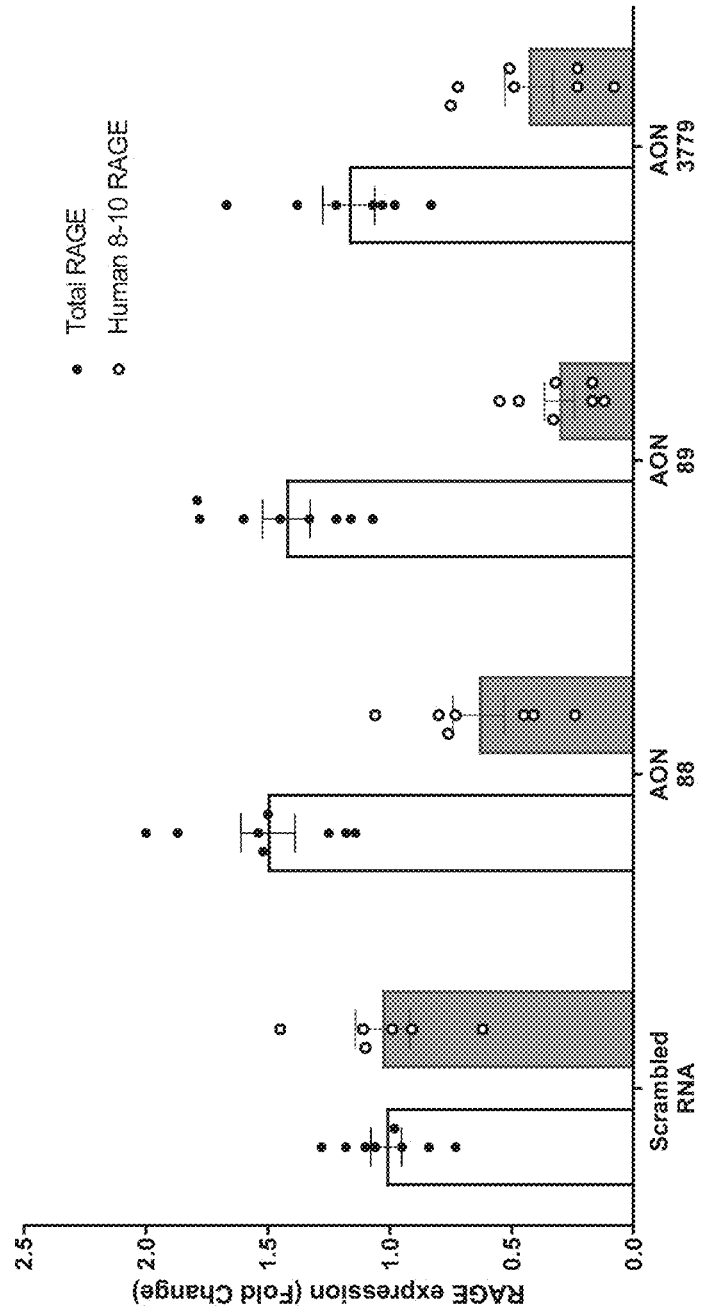 RAGE expression (Fold Change)
2.5
2.0
1.5
1.0
0.5
0.0
Total RAGE
Human 8-10 RAGE
Scrambled
RNA
AON
88
AON
89
AON
3779